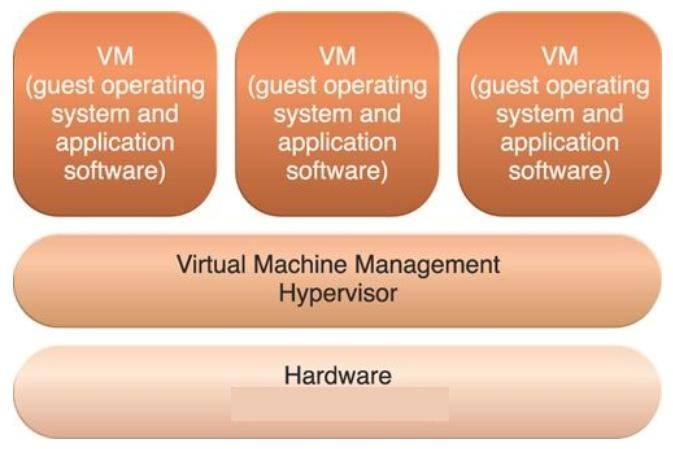 VM
(guest operating
system and
application
software)
VM
(guest operating
system and
application
software)
VM
(guest operating
system and
application
software)
Virtual Machine Management
Hypervisor
Hardware